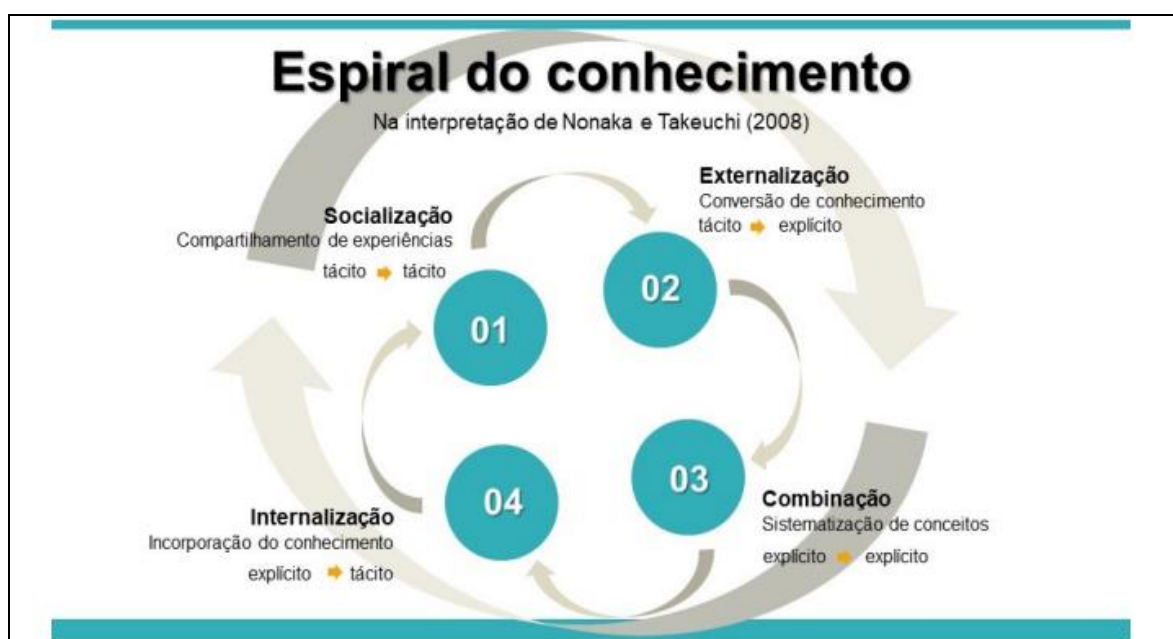 Espiral do conhecimento
Na interpretação de Nonaka e Takeuchi (2008)
Socialização
Compartilhamento de experiências
tácito tácito
01
Externalização
Conversão de conhecimento
tácito explícito
02
03
Combinação
Sistematização de conceitos
explícito explícito
04
Internalização
Incorporação do conhecimento
explícito tácito